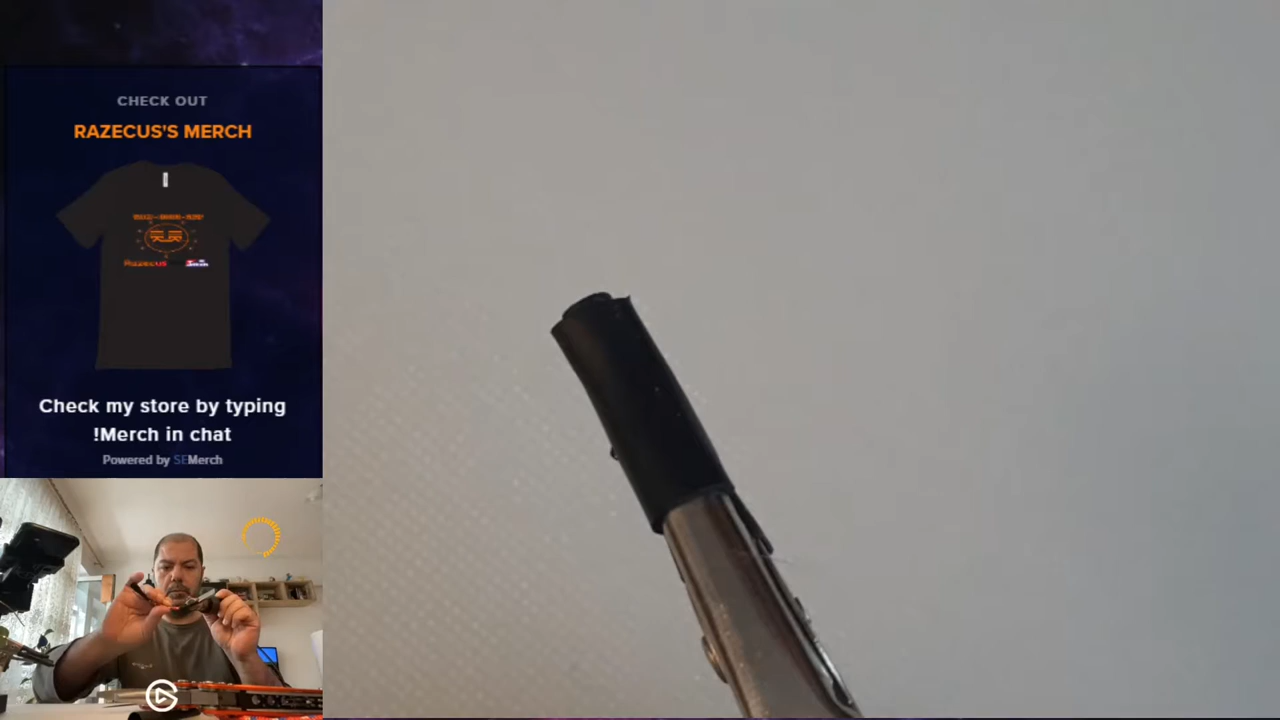 CHECK OUT
RAZECUS'S MERCH
Check my store by typing
!Merch in chat
Powered by SEMerch